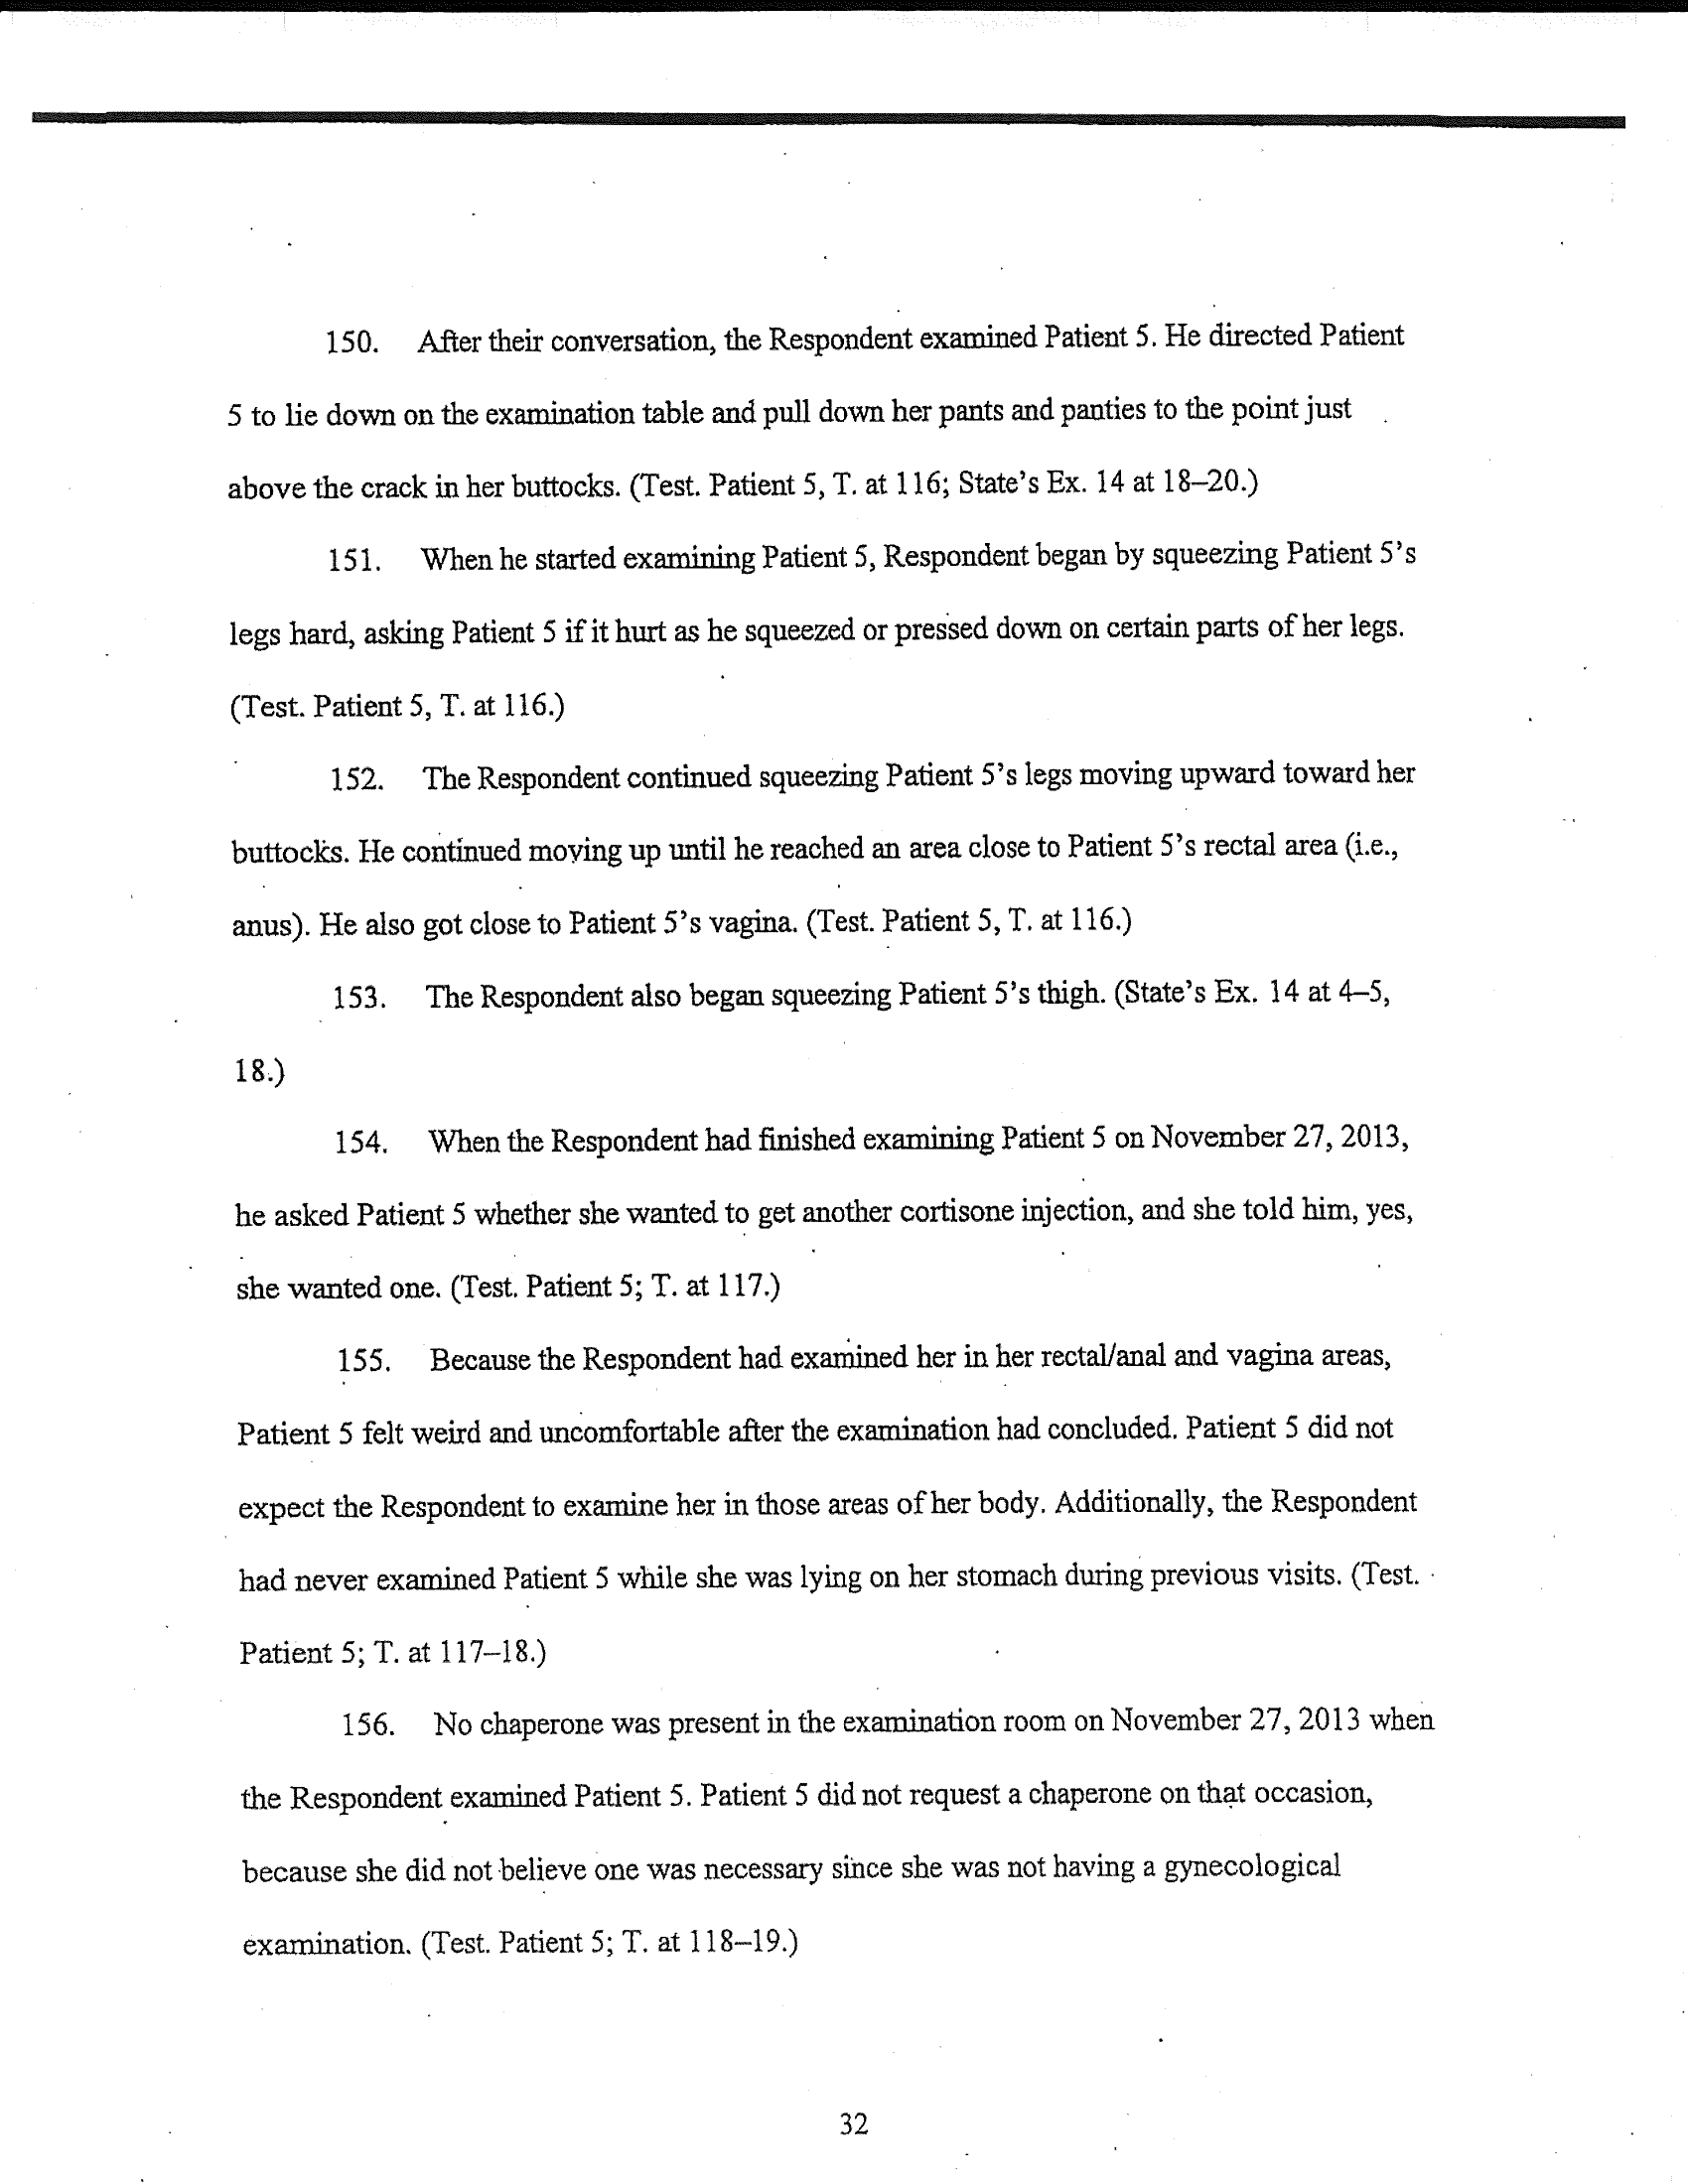 150. After their conversation, the Respondent examined Patient 5. He directed Patient
5 to lie down on the examination table and pull down her pants and panties to the point just
above the crack in her buttocks. (Test. Patient 5, T. at 116; State's Ex. 14 at 18–20.)
151. When he started examining Patient 5, Respondent began by squeezing Patient 5's
legs hard, asking Patient 5 if it hurt as he squeezed or pressed down on certain parts of her legs.
(Test. Patient 5, T. at 116.)
152. The Respondent continued squeezing Patient 5's legs moving upward toward her
buttocks. He continued moving up until he reached an area close to Patient 5's rectal area (i.e.,
anus). He also got close to Patient 5's vagina. (Test. Patient 5, T. at 116.)
153. The Respondent also began squeezing Patient 5's thigh. (State's Ex. 14 at 4–5,
18.)
154. When the Respondent had finished examining Patient 5 on November 27, 2013,
he asked Patient 5 whether she wanted to get another cortisone injection, and she told him, yes,
she wanted one. (Test. Patient 5; T. at 117.)
155. Because the Respondent had examined her in her rectal/anal and vagina areas,
Patient 5 felt weird and uncomfortable after the examination had concluded. Patient 5 did not
expect the Respondent to examine her in those areas of her body. Additionally, the Respondent
had never examined Patient 5 while she was lying on her stomach during previous visits. (Test.
Patient 5; T. at 117–18.)
156. No chaperone was present in the examination room on November 27, 2013 when
the Respondent examined Patient 5. Patient 5 did not request a chaperone on that occasion,
because she did not believe one was necessary since she was not having a gynecological
examination. (Test. Patient 5; T. at 118–19.)
32